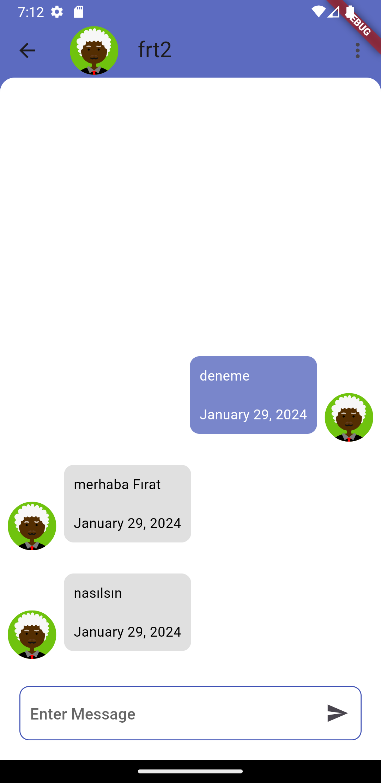 7:12
DEBUG
frt2
deneme
January 29, 2024
merhaba Fırat
January 29, 2024
nasılsın
January 29, 2024
Enter Message